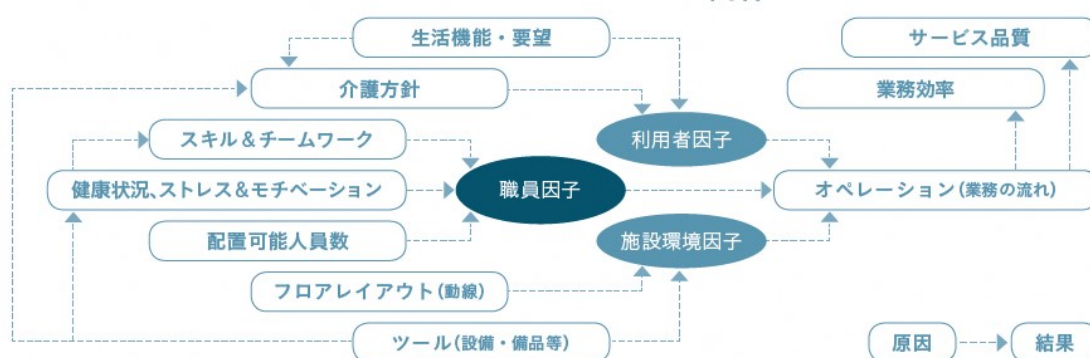 生活機能・要望
サービス品質
介護方針
業務効率
スキル＆チームワーク
利用者因子
健康状況、ストレス＆モチベーション
職員因子
オペレーション(業務の流れ)
配置可能人員数
施設環境因子
フロアレイアウト(動線)
ツール(設備・備品等)
原因
結果